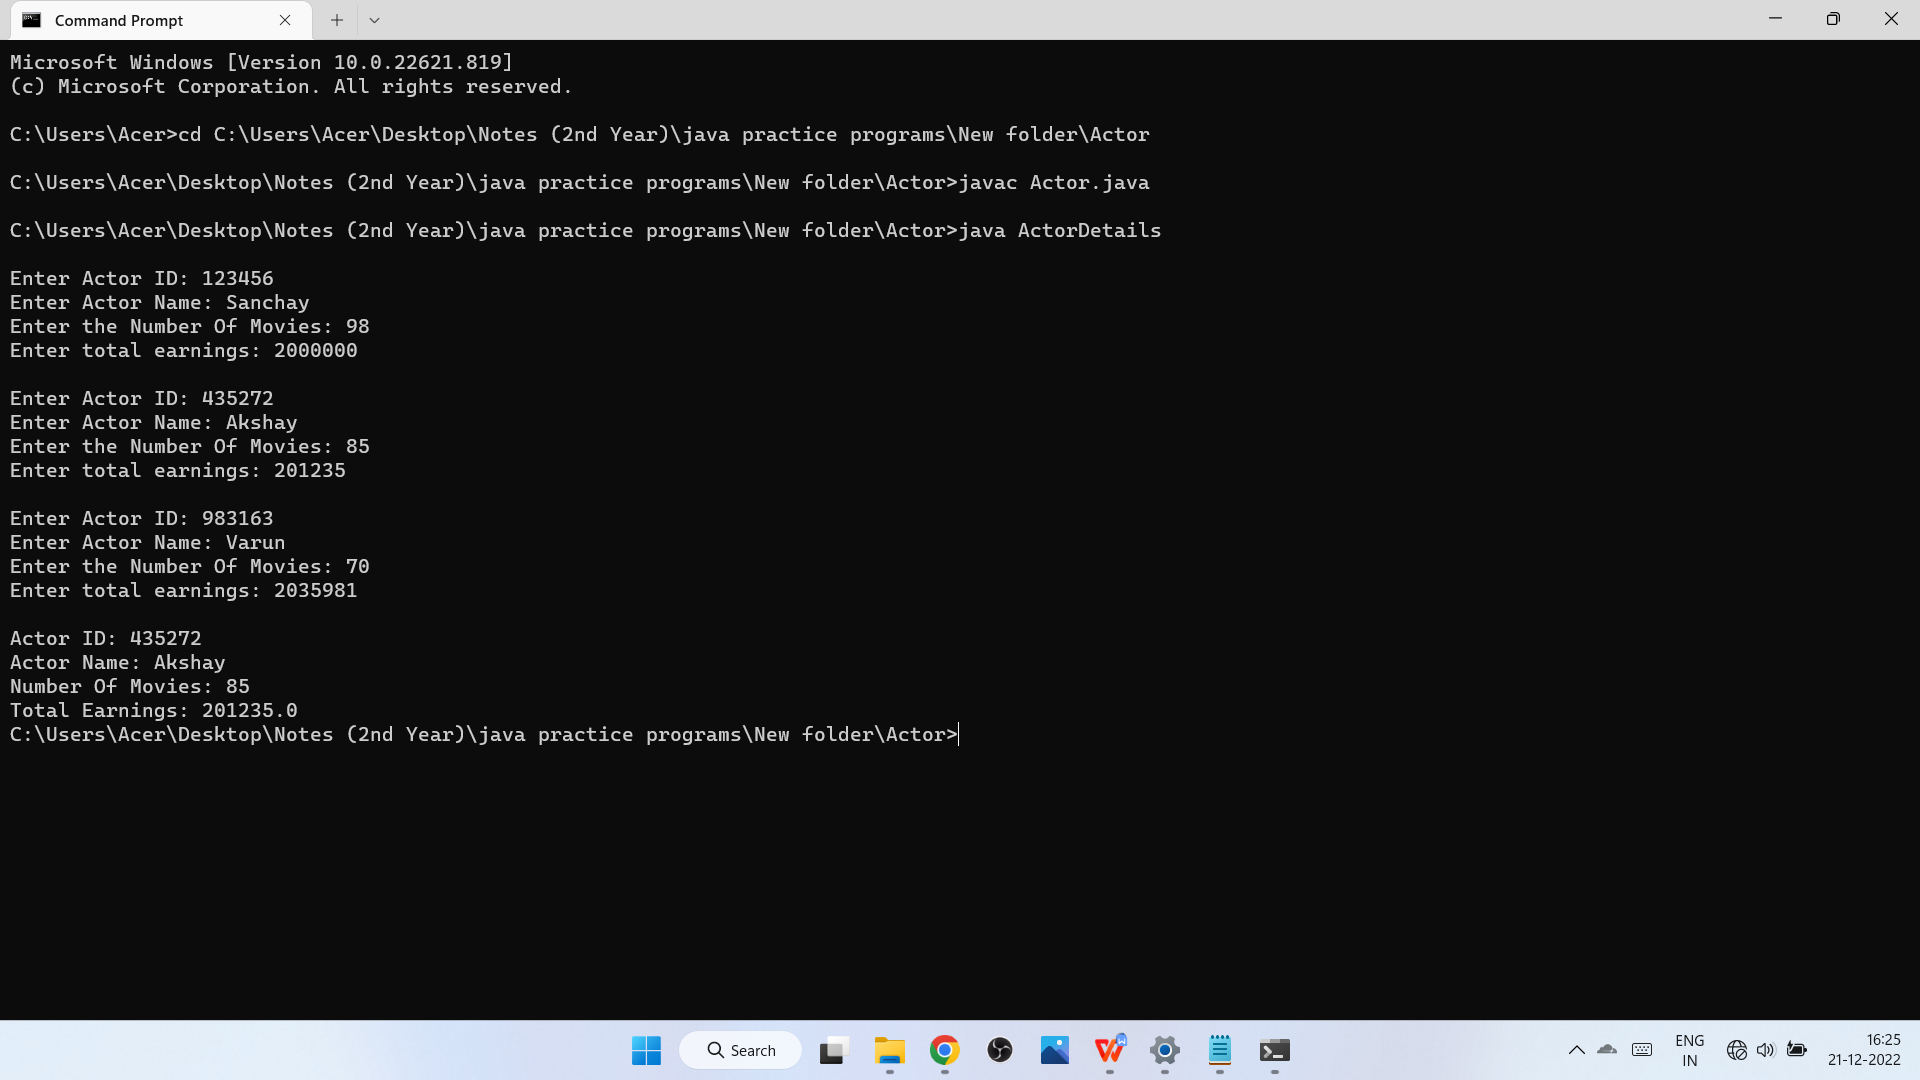 Command Prompt
Microsoft Windows [Version 10.0.22621.819]
(c) Microsoft Corporation. All rights reserved.
C:\Users\Acer>cd C:\Users\Acer\Desktop\Notes (2nd Year)\java practice programs\New folder\Actor
C:\Users\Acer\Desktop\Notes (2nd Year)\java practice programs\New folder\Actor>javac Actor.java
C:\Users\Acer\Desktop\Notes (2nd Year)\java practice programs\New folder\Actor>java ActorDetails
Enter Actor ID: 123456
Enter Actor Name: Sanchay
Enter the Number Of Movies: 98
Enter total earnings: 2000000
Enter Actor ID: 435272
Enter Actor Name: Akshay
Enter the Number Of Movies: 85
Enter total earnings: 201235
Enter Actor ID: 983163
Enter Actor Name: Varun
Enter the Number Of Movies: 70
Enter total earnings: 2035981
Actor ID: 435272
Actor Name: Akshay
Number Of Movies: 85
Total Earnings: 201235.0
C:\Users\Acer\Desktop\Notes (2nd Year)\java practice programs\New folder\Actor>
Search
ENG
IN
16:25
21-12-2022